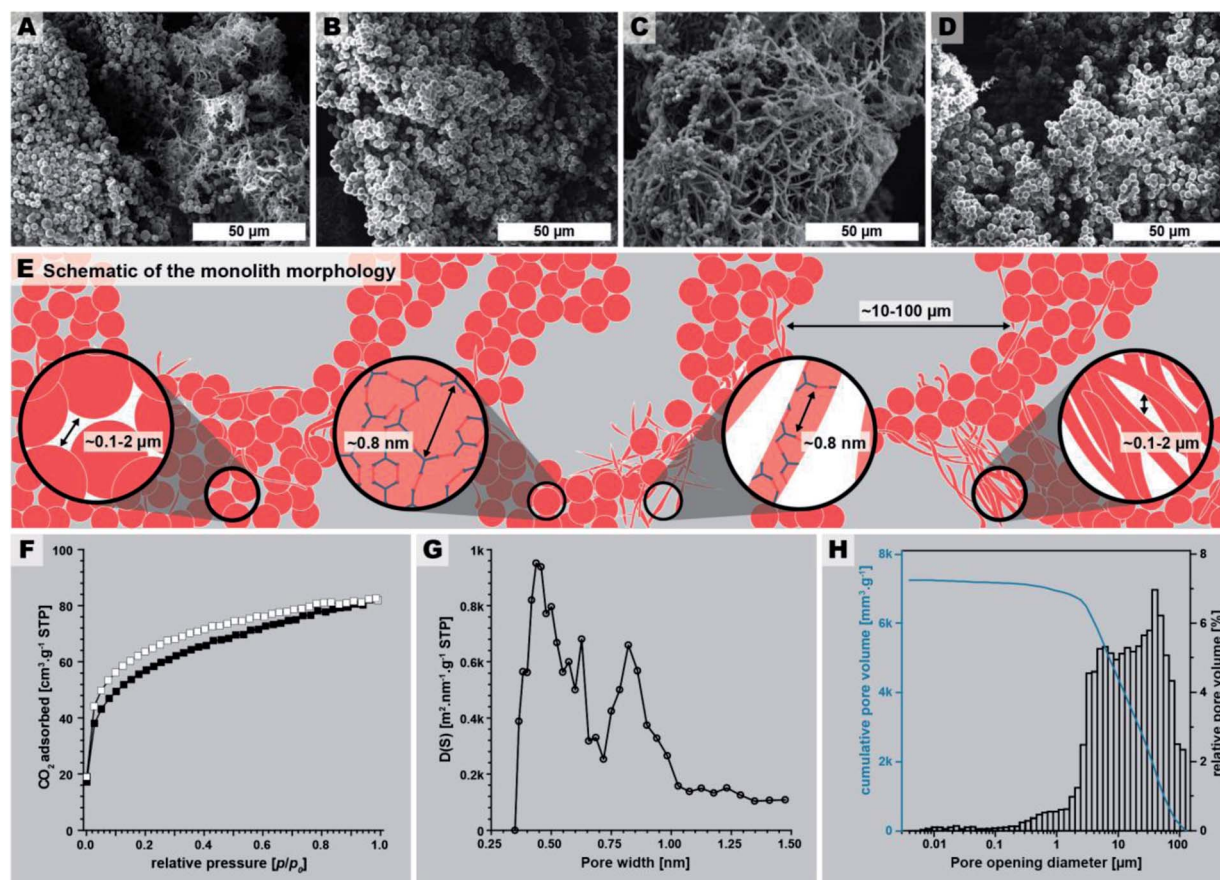 A
B
C
D
50 µm
50 µm
50 µm
50 µm
E Schematic of the monolith morphology
~10-100 µm
~0.1-2 µm
~0.8 nm
~0.8 nm
~0.1-2 µm
F
100
80
60
40
20
0
0.0 0.2 0.4 0.6 0.8 1.0
CO₂ adsorbed [cm³.g⁻¹ STP]
relative pressure [p/p₀]
G
1k
0.8k
0.6k
0.4k
0.2k
0
0.25 0.50 0.75 1.00 1.25 1.50
D(S) [m².nm⁻¹.g⁻¹ STP]
Pore width [nm]
H
8k
6k
4k
2k
0
8
6
4
2
0
0.01 0.1 1 10 100
cumulative pore volume [mm³.g⁻¹]
relative pore volume [%]
Pore opening diameter [µm]